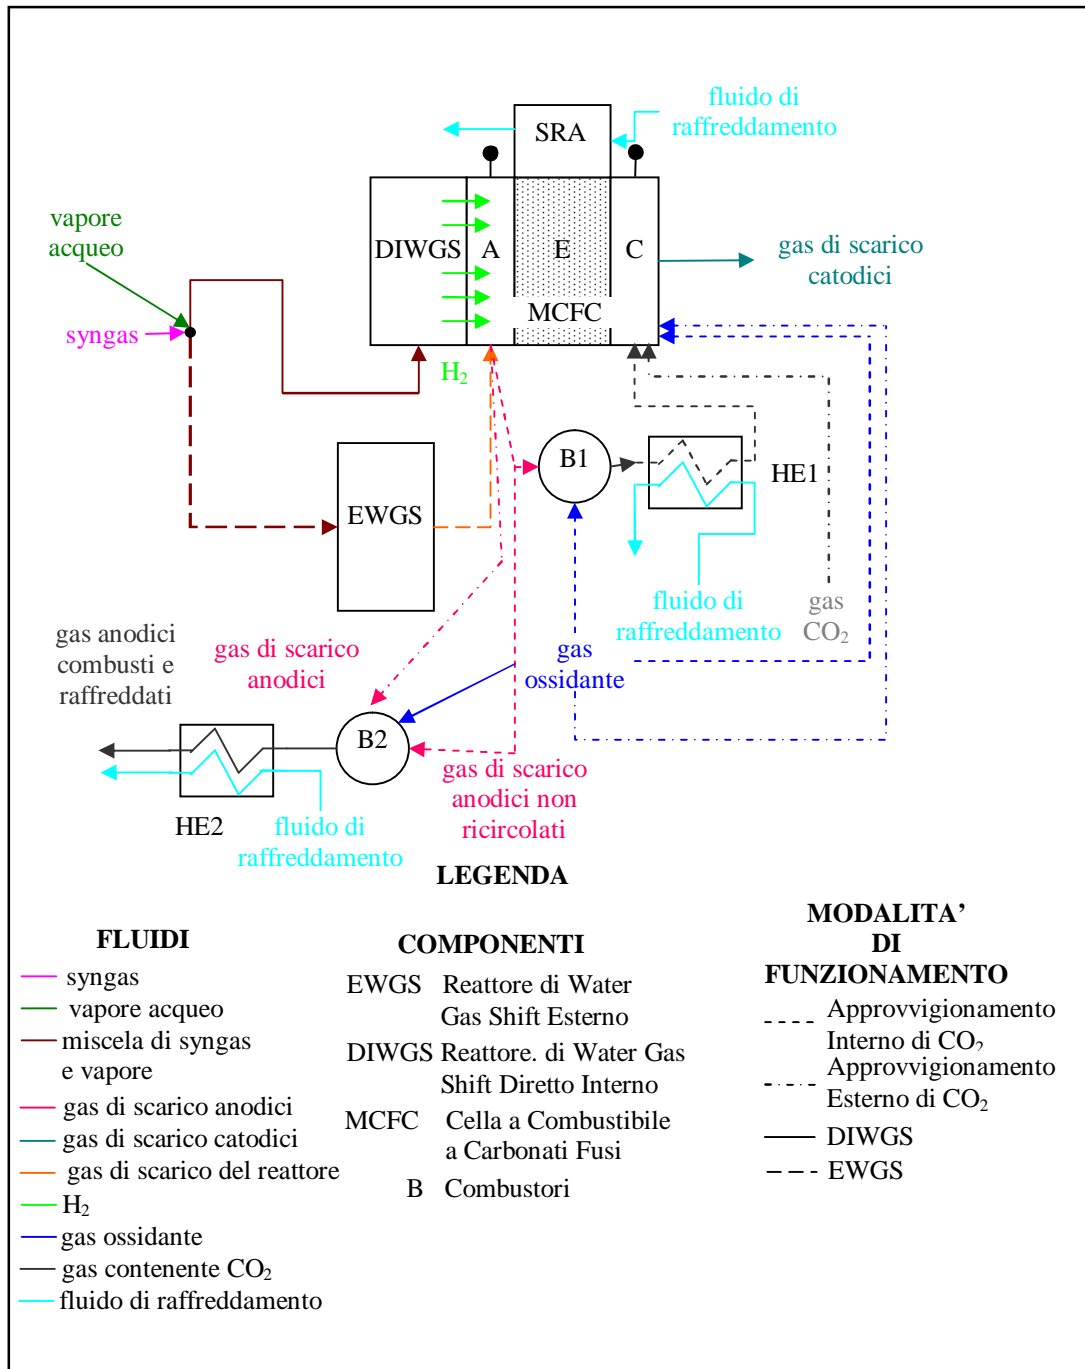 fluido di
raffreddamento
SRA
vapore
acqueo
syngas
DIWGS
A
E
C
MCFC
gas di scarico
catodici
H₂
B1
HE1
EWGS
fluido di
raffreddamento
gas
CO₂
gas anodici
combusti e
raffreddati
gas di scarico
anodici
gas
ossidante
B2
gas di scarico
anodici non
ricircolati
HE2
fluido di
raffreddamento
LEGENDA
FLUIDI
syngas
vapore acqueo
miscela di syngas
e vapore
gas di scarico anodici
gas di scarico catodici
gas di scarico del reattore
H₂
gas ossidante
gas contenente CO₂
fluido di raffreddamento
COMPONENTI
EWGS Reattore di Water
Gas Shift Esterno
DIWGS Reattore. di Water Gas
Shift Diretto Interno
MCFC Cella a Combustibile
a Carbonati Fusi
B Combustori
MODALITA’
DI
FUNZIONAMENTO
Approvvigionamento
Interno di CO₂
Approvvigionamento
Esterno di CO₂
DIWGS
EWGS